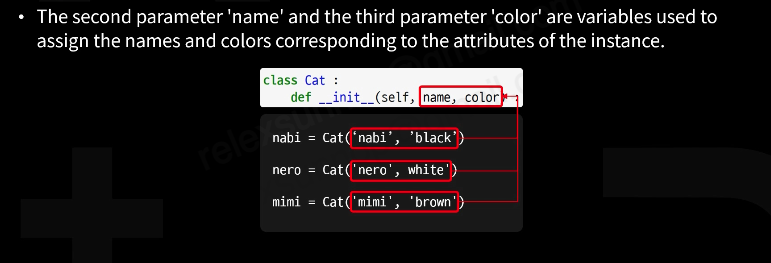 • The second parameter 'name' and the third parameter 'color' are variables used to
assign the names and colors corresponding to the attributes of the instance.
class Cat :
def __init__(self, name, color
nabi = Cat(‘nabi’, ’black’)
nero = Cat('nero', white')
mimi = Cat('mimi', 'brown')